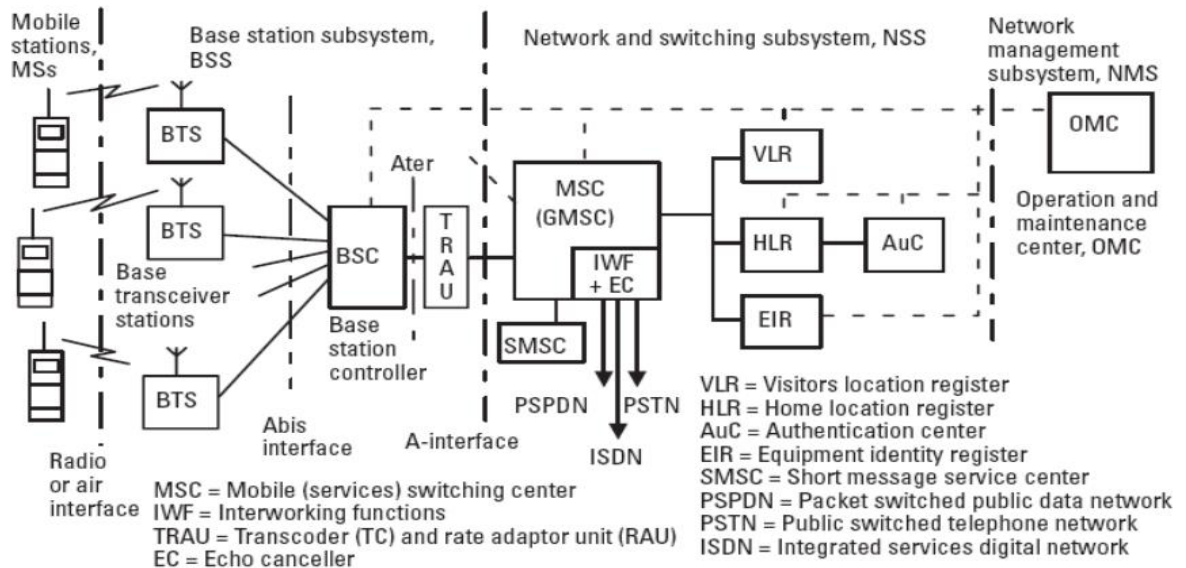 Mobile
stations,
MSs
Base station subsystem,
BSS
Network and switching subsystem, NSS
Network
management
subsystem, NMS
BTS
BTS
BTS
Base
transceiver
stations
Ater
BSC
T
R
A
U
Base
station
controller
MSC
(GMSC)
IWF
+ EC
SMSC
VLR
HLR
AuC
EIR
OMC
Operation and
maintenance
center, OMC
PSPDN
PSTN
ISDN
Abis
interface
A-interface
Radio
or air
interface
MSC = Mobile (services) switching center
IWF = Interworking functions
TRAU = Transcoder (TC) and rate adaptor unit (RAU)
EC = Echo canceller
VLR = Visitors location register
HLR = Home location register
AuC = Authentication center
EIR = Equipment identity register
SMSC = Short message service center
PSPDN = Packet switched public data network
PSTN = Public switched telephone network
ISDN = Integrated services digital network